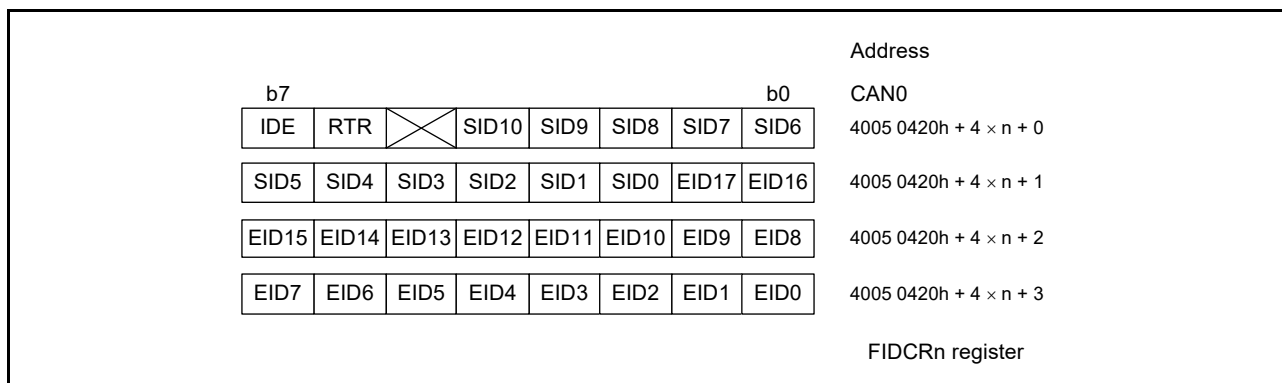 Address
b7 b0 CAN0
IDE RTR SID10 SID9 SID8 SID7 SID6 4005 0420h + 4 × n + 0
SID5 SID4 SID3 SID2 SID1 SID0 EID17 EID16 4005 0420h + 4 × n + 1
EID15 EID14 EID13 EID12 EID11 EID10 EID9 EID8 4005 0420h + 4 × n + 2
EID7 EID6 EID5 EID4 EID3 EID2 EID1 EID0 4005 0420h + 4 × n + 3
FIDCRn register